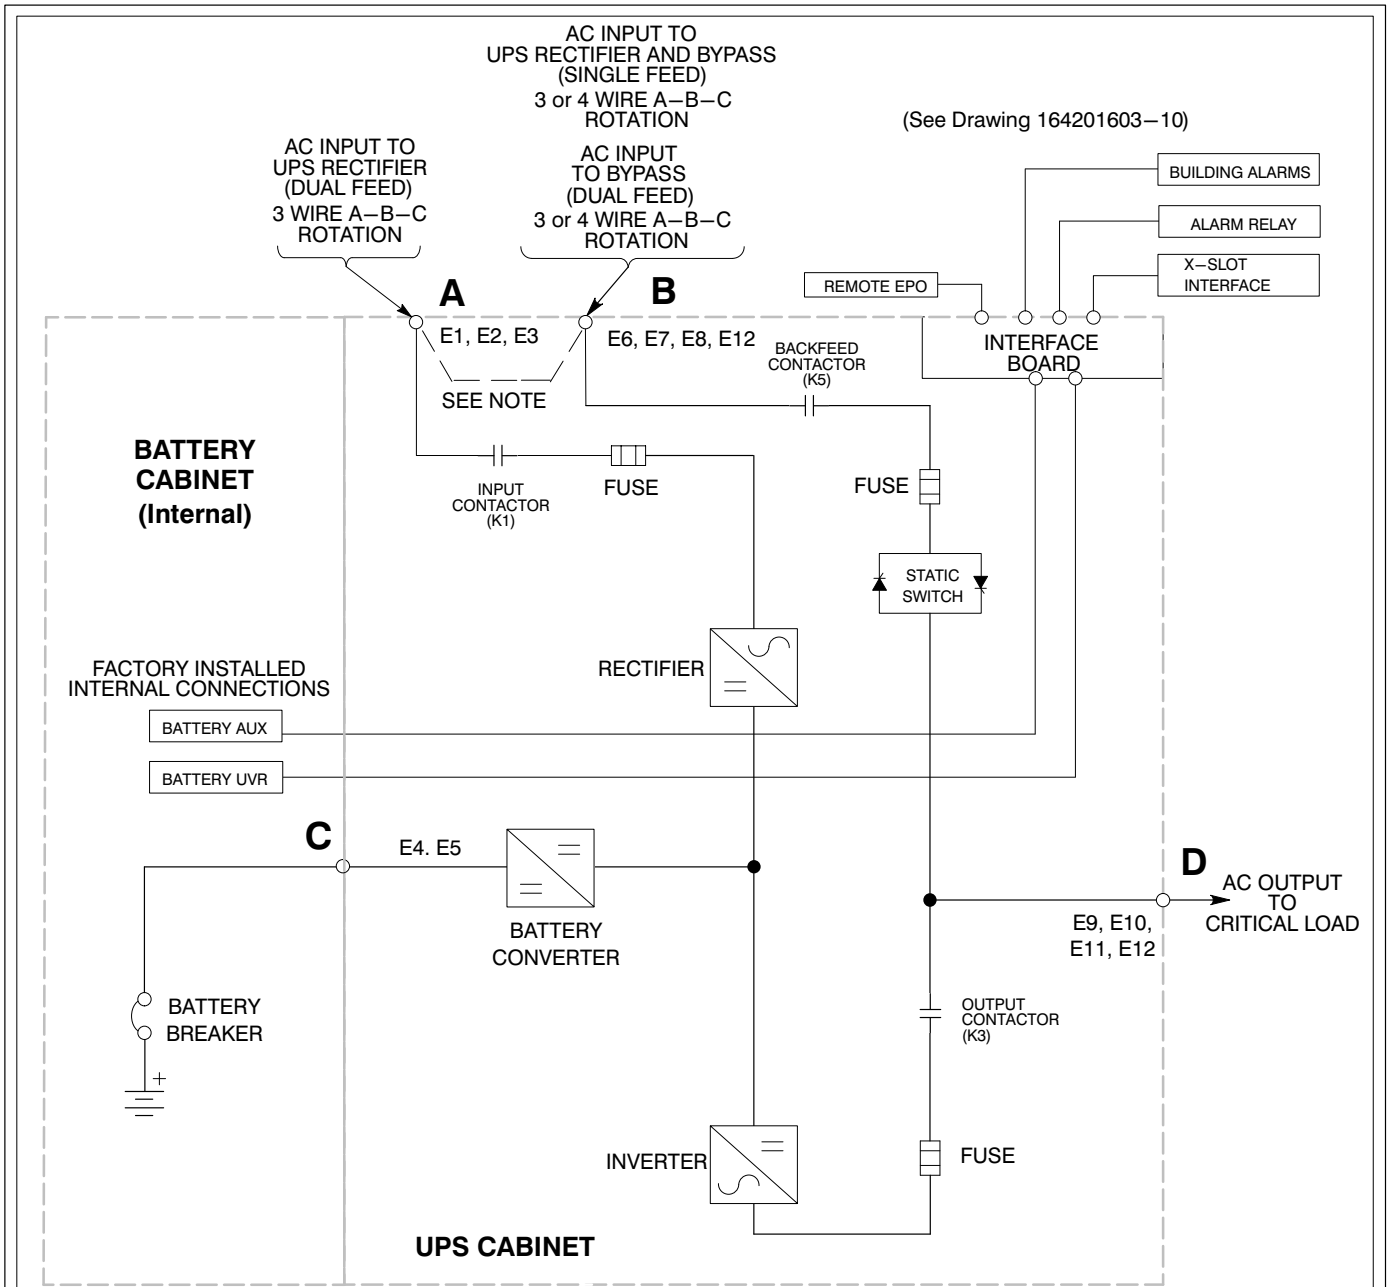 AC INPUT TO
UPS RECTIFIER AND BYPASS
(SINGLE FEED)
3 or 4 WIRE A–B–C
ROTATION
(See Drawing 164201603–10)
AC INPUT TO
UPS RECTIFIER
(DUAL FEED)
3 WIRE A–B–C
ROTATION
AC INPUT
TO BYPASS
(DUAL FEED)
3 or 4 WIRE A–B–C
ROTATION
BUILDING ALARMS
ALARM RELAY
X–SLOT
INTERFACE
REMOTE EPO
A
B
E1, E2, E3
E6, E7, E8, E12
INTERFACE
BOARD
BACKFEED
CONTACTOR
(K5)
SEE NOTE
BATTERY
CABINET
(Internal)
INPUT
CONTACTOR
(K1)
FUSE
FUSE
STATIC
SWITCH
RECTIFIER
FACTORY INSTALLED
INTERNAL CONNECTIONS
BATTERY AUX
BATTERY UVR
C
E4. E5
D
AC OUTPUT
TO
CRITICAL LOAD
E9, E10,
E11, E12
BATTERY
CONVERTER
BATTERY
BREAKER
+
OUTPUT
CONTACTOR
(K3)
INVERTER
FUSE
UPS CABINET